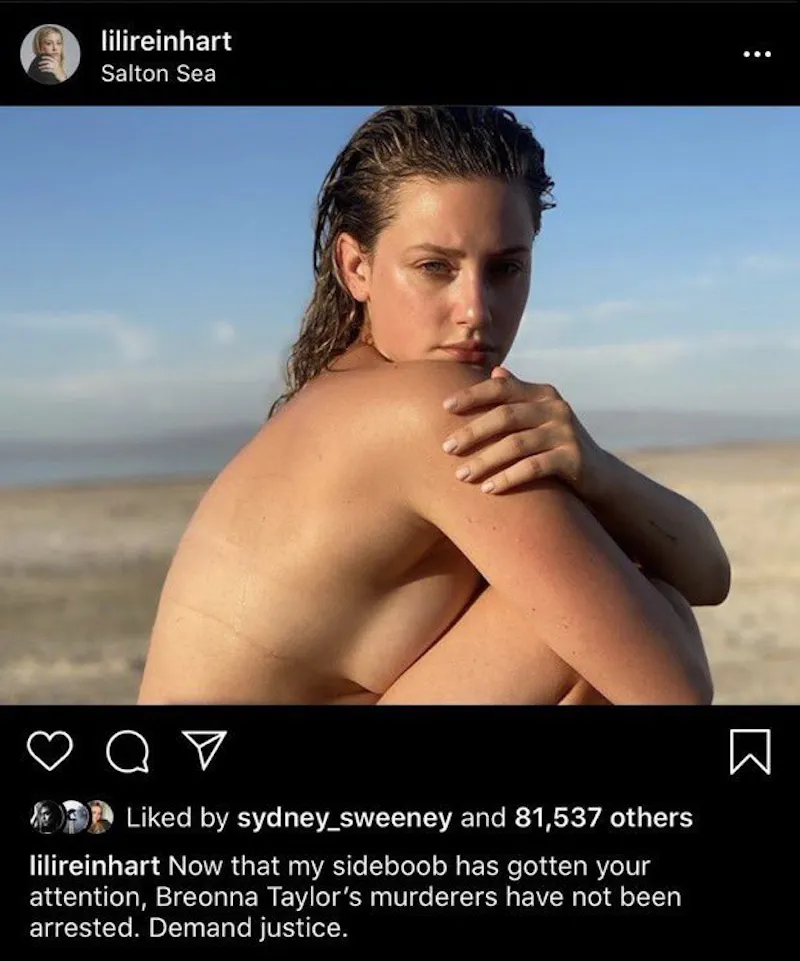 lilireinhart
Salton Sea
Liked by sydney_sweeney and 81,537 others
lilireinhart Now that my sideboob has gotten your
attention, Breonna Taylor’s murderers have not been
arrested. Demand justice.